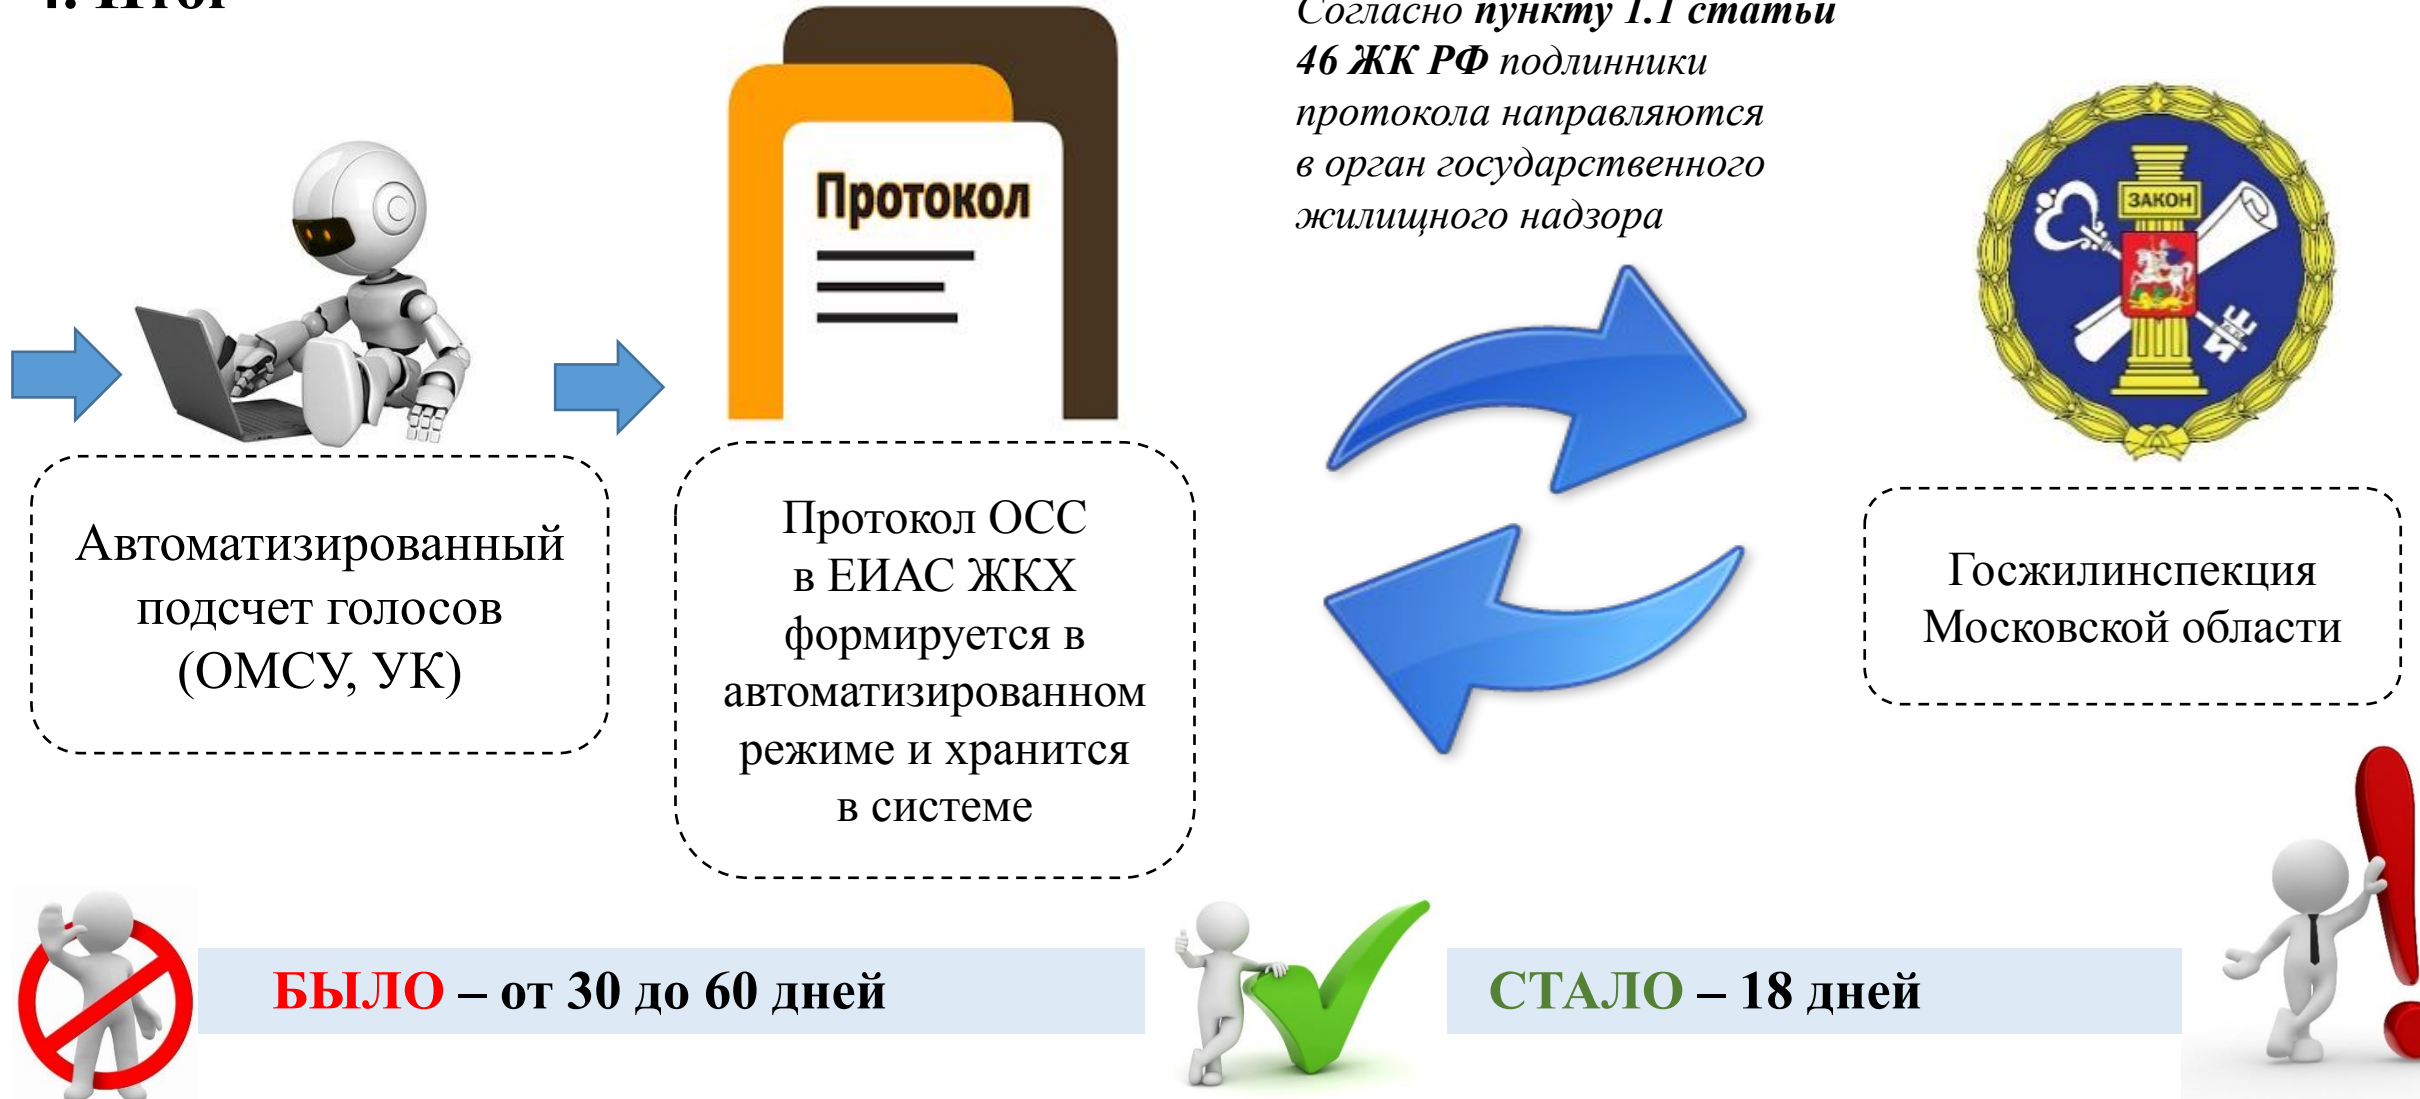 4. Итог
Согласно пункту 1.1 статьи
46 ЖК РФ подлинники
протокола направляются
в орган государственного
жилищного надзора
Протокол
ЗАКОН
Автоматизированный
подсчет голосов
(ОМСУ, УК)
Протокол ОСС
в ЕИАС ЖКХ
формируется в
автоматизированном
режиме и хранится
в системе
Госжилинспекция
Московской области
БЫЛО – от 30 до 60 дней
СТАЛО – 18 дней